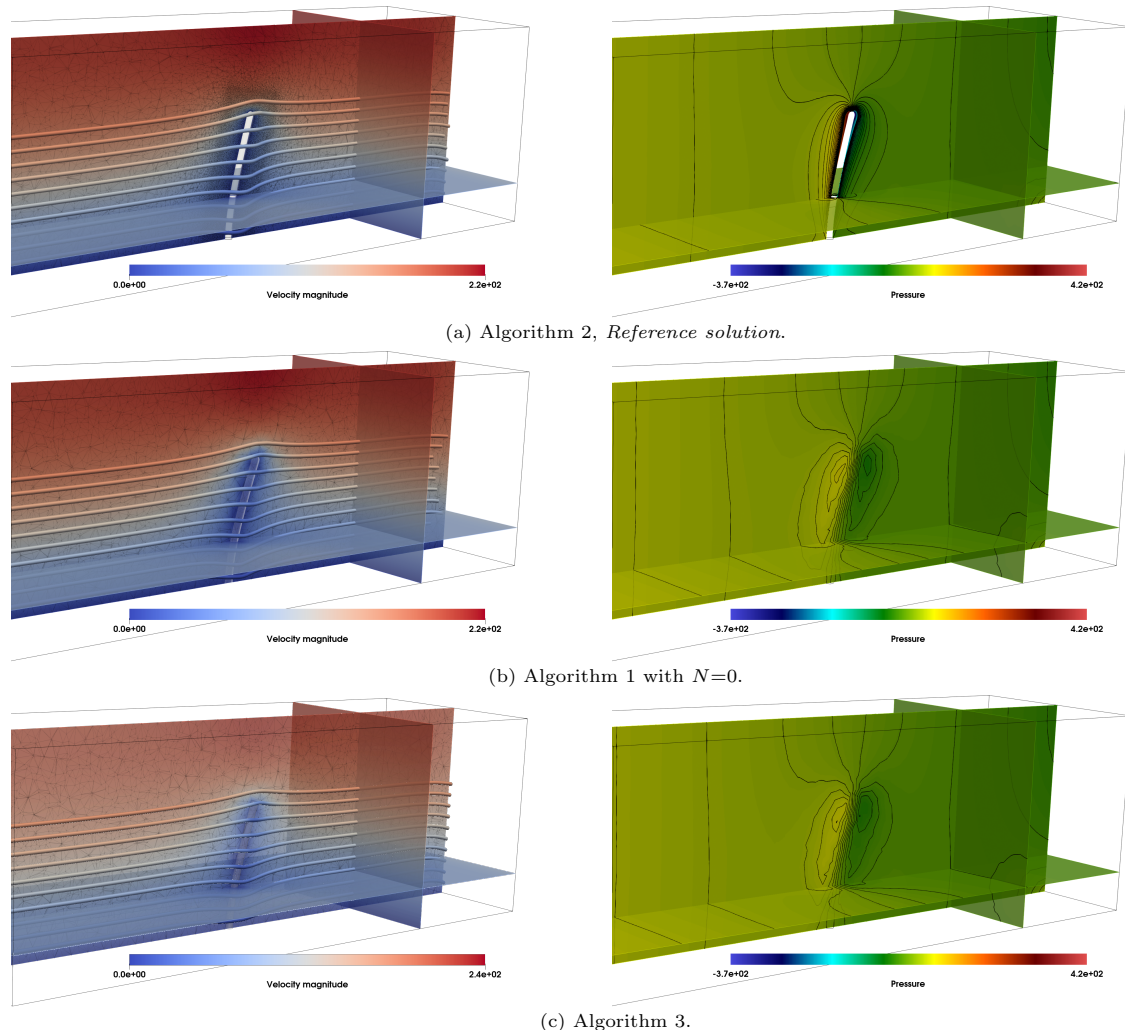 0.0e+00 2.2e+02 -3.7e+02 4.2e+02
Velocity magnitude Pressure
(a) Algorithm 2, Reference solution.
0.0e+00 2.2e+02 -3.7e+02 4.2e+02
Velocity magnitude Pressure
(b) Algorithm 1 with N=0.
0.0e+00 2.4e+02 -3.7e+02 4.2e+02
Velocity magnitude Pressure
(c) Algorithm 3.